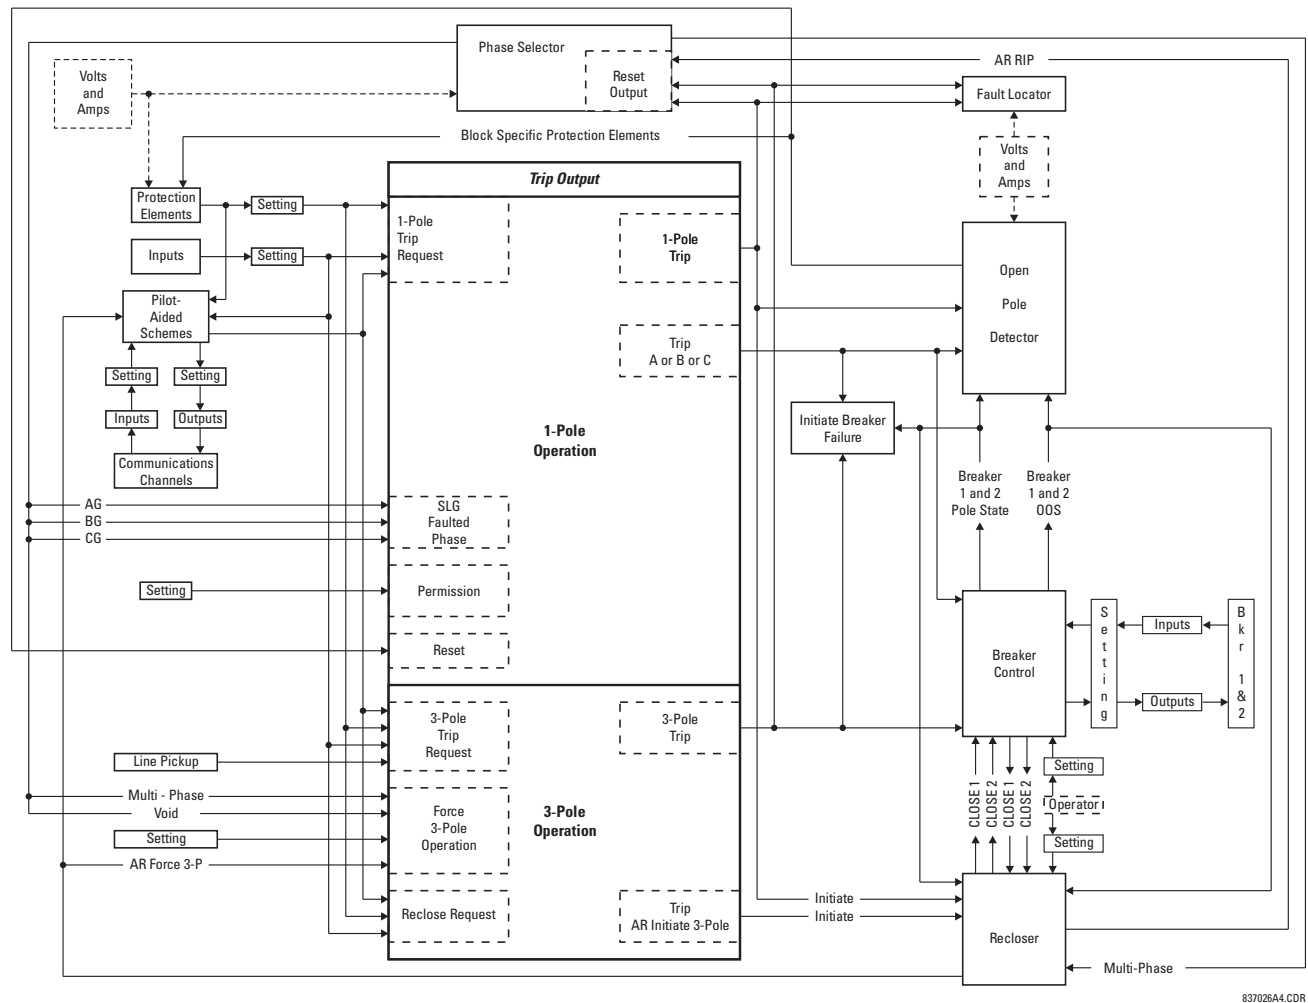 Phase Selector
Reset
Output
AR RIP
Volts
and
Amps
Fault Locator
Block Specific Protection Elements
Volts
and
Amps
Trip Output
Protection
Elements
Setting
1-Pole
Trip
Request
1-Pole
Trip
Inputs
Setting
Open
Pole
Detector
Pilot-
Aided
Schemes
Trip
A or B or C
Setting
Setting
Inputs
Outputs
Initiate Breaker
Failure
1-Pole
Operation
Communications
Channels
Breaker
1 and 2
Pole State
Breaker
1 and 2
OOS
AG
BG
CG
SLG
Faulted
Phase
Setting
Permission
Reset
Breaker
Control
Setting
Inputs
Outputs
Bkr 1&2
3-Pole
Trip
Request
3-Pole
Trip
Line Pickup
Setting
Operator
Setting
CLOSE 1
CLOSE 2
CLOSE 1
CLOSE 2
Multi - Phase
Void
Setting
AR Force 3-P
Force
3-Pole
Operation
3-Pole
Operation
Reclose Request
Trip
AR Initiate 3-Pole
Initiate
Initiate
Recloser
Multi-Phase
837026A4.CDR